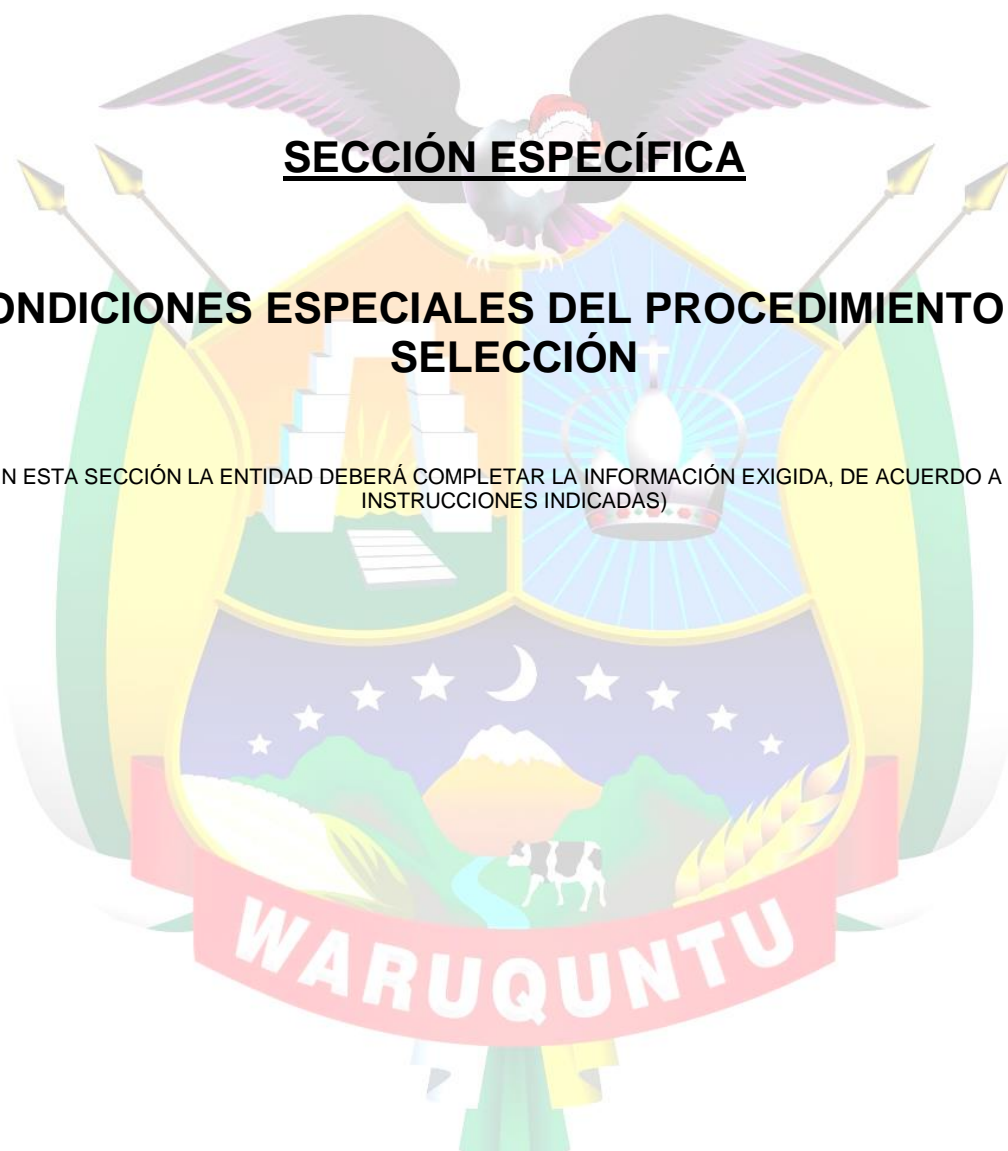 SECCIÓN ESPECÍFICA
ONDICIONES ESPECIALES DEL PROCEDIMIENTO
SELECCIÓN
N ESTA SECCIÓN LA ENTIDAD DEBERÁ COMPLETAR LA INFORMACIÓN EXIGIDA, DE ACUERDO A
INSTRUCCIONES INDICADAS)
WARUQUNTU